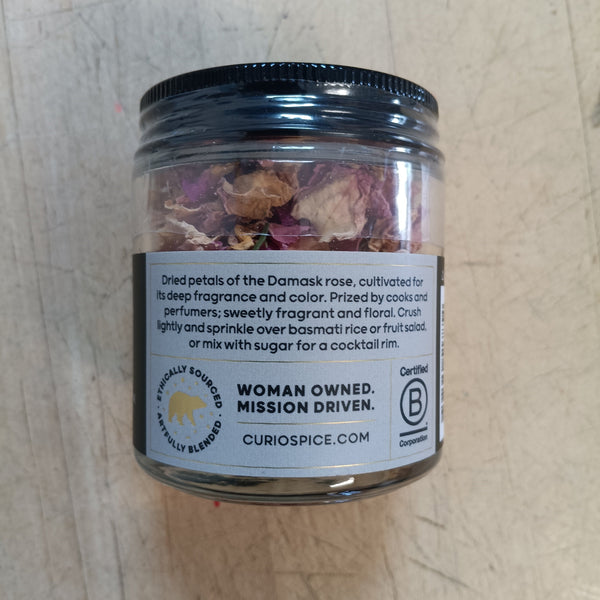 Dried petals of the Damask rose, cultivated for
its deep fragrance and color. Prized by cooks and
perfumers; sweetly fragrant and floral. Crush
lightly and sprinkle over basmati rice or fruit salad,
or mix with sugar for a cocktail rim.
• ETHICALLY SOURCED •
ARTFULLY BLENDED
WOMAN OWNED.
MISSION DRIVEN.
CURIOSPICE.COM
Certified
B
Corporation